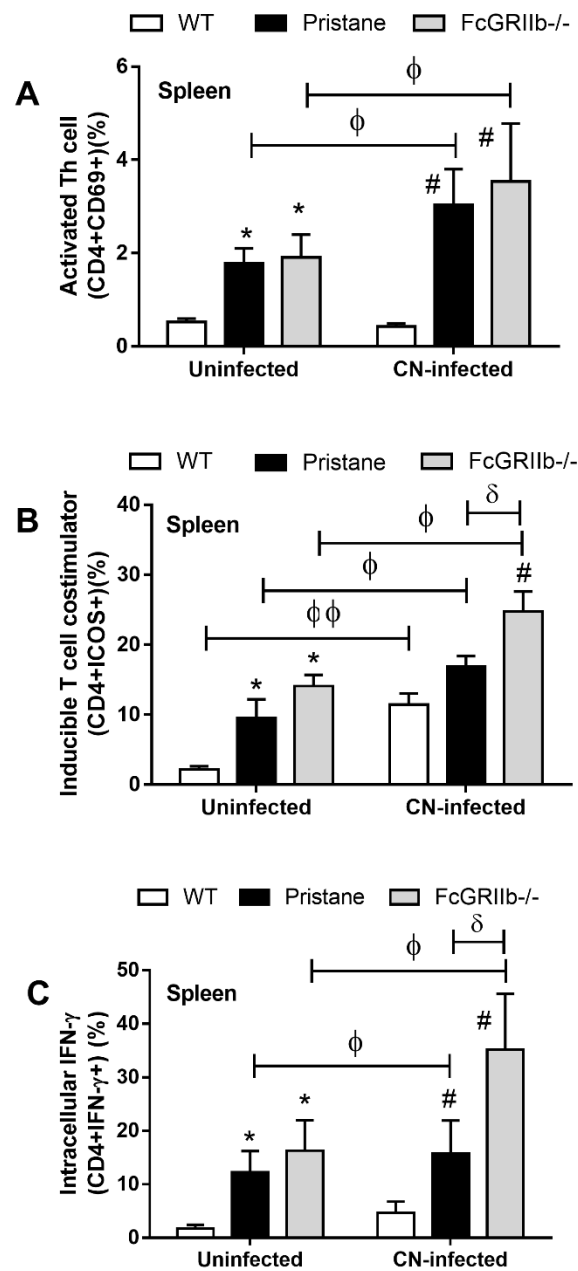 WT Pristane FcGRIIb-/-
A
Spleen
Activated Th cell
(CD4+CD69+)(%)
6
4
2
0
ϕ
ϕ
#
#
*
*
Uninfected CN-infected
WT Pristane FcGRIIb-/-
B
Spleen
Inducible T cell costimulator
(CD4+ICOS+)(%)
40
30
20
10
0
δ
ϕ
ϕ
#
ϕϕ
*
*
Uninfected CN-infected
WT Pristane FcGRIIb-/-
C
Spleen
Intracellular IFN-γ
(CD4+IFN-γ+) (%)
50
40
30
20
10
0
δ
ϕ
#
ϕ
#
*
*
Uninfected CN-infected